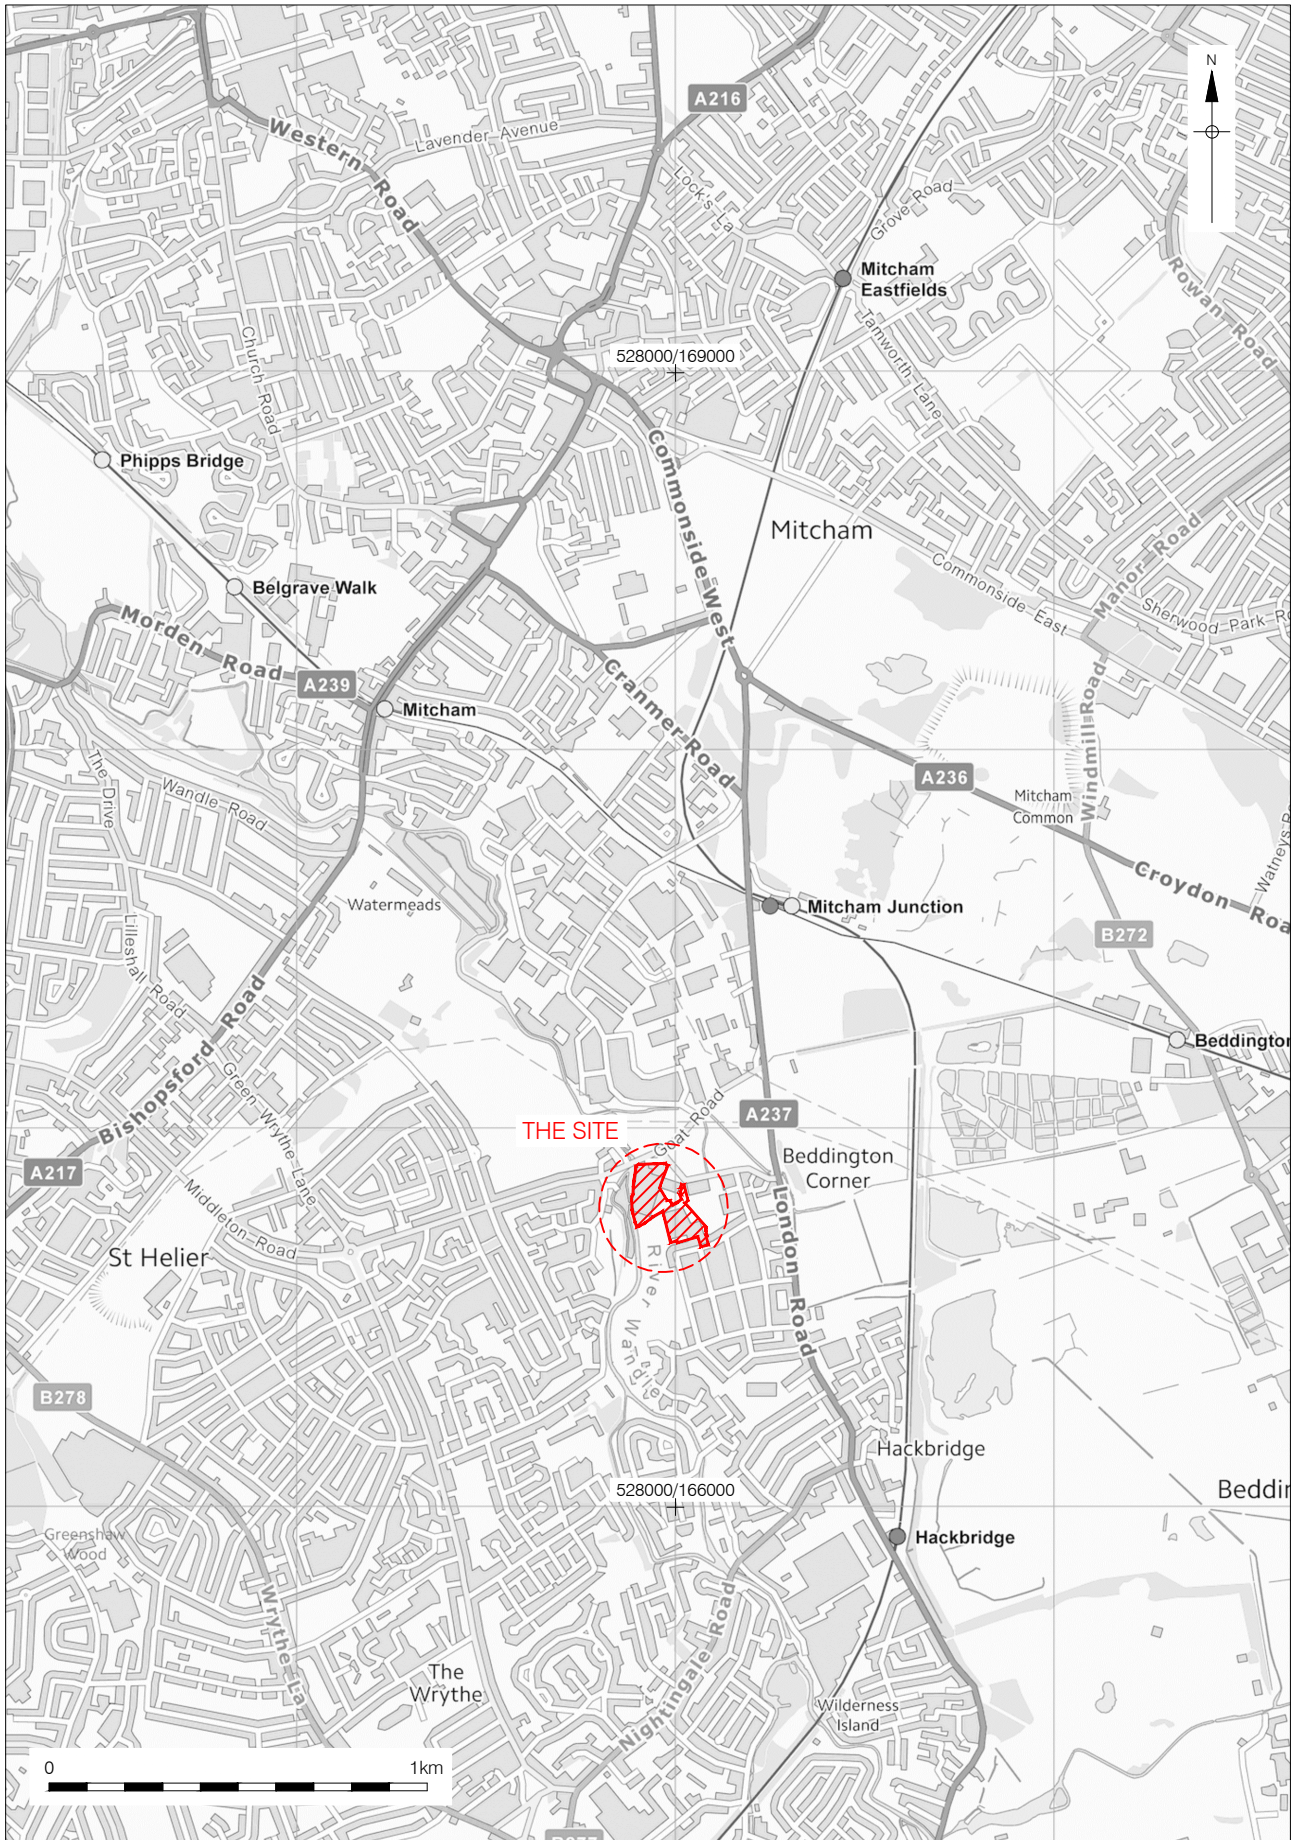 N
A216
Western Road
Lavender Avenue
Lock's La
Grove Road
Mitcham
Eastfields
Rowan Road
Church Road
Tamworth Lane
528000/169000
Phipps Bridge
Commonside West
Mitcham
Manor Road
Belgrave Walk
Commonside East
Sherwood Park R
Morden Road
A239
Cranmer Road
Mitcham
Windmill Road
The Drive
Wandle Road
A236
Mitcham
Common
Croydon Roa
Watneys R
Watermeads
Mitcham Junction
B272
Lilleshall Road
Bishopsford Road
Beddingto
Green Wrythe Lane
Goat Road
A237
THE SITE
A217
Beddington
Corner
Middleton Road
St Helier
River Wandle
London Road
B278
Hackbridge
528000/166000
Beddin
Greenshaw
Wood
Hackbridge
Wrythe La
Nightingale Road
The
Wrythe
Wilderness
Island
0
1km